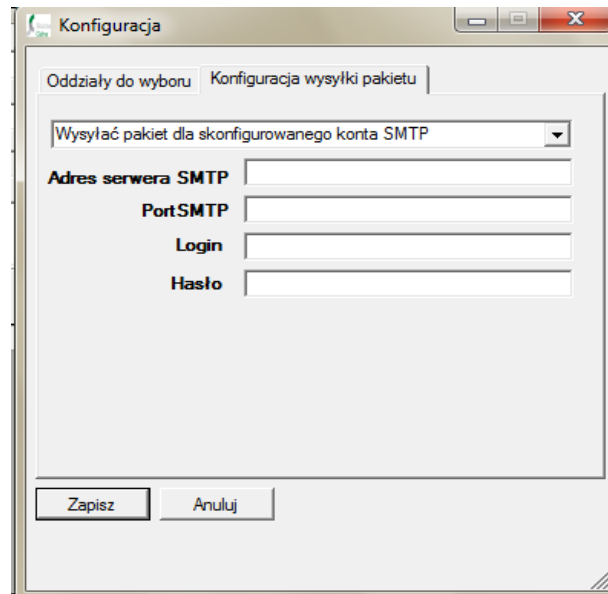 Konfiguracja
Oddziały do wyboru
Konfiguracja wysyłki pakietu
Wysyłać pakiet dla skonfigurowanego konta SMTP
Adres serwera SMTP
Port SMTP
Login
Hasło
Zapisz
Anuluj